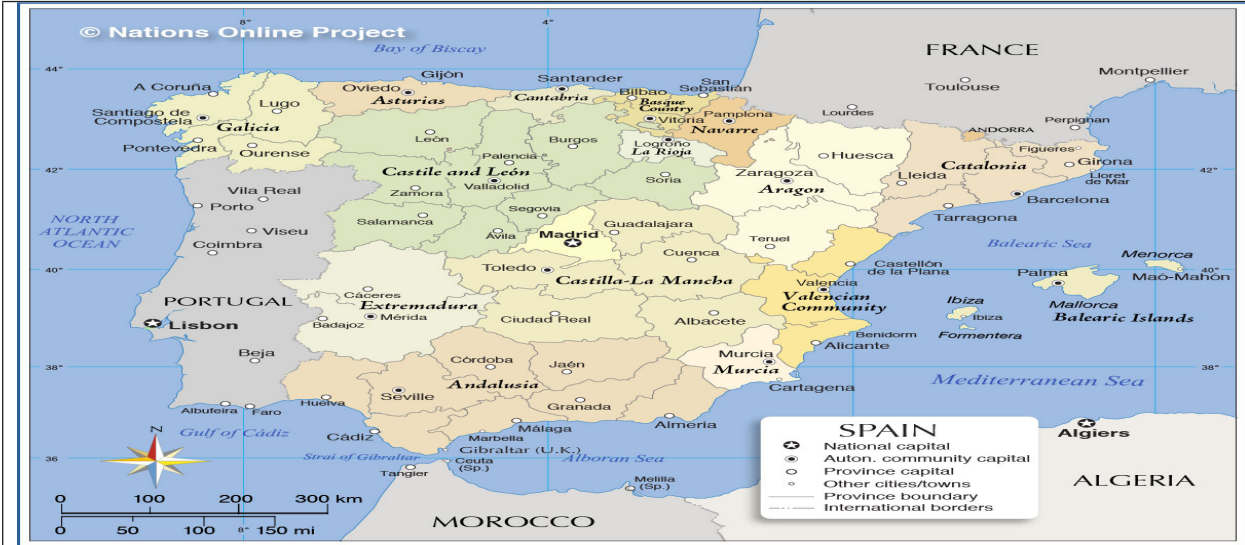 8°
4°
© Nations Online Project
Bay of Biscay
FRANCE
44°
44°
Montpellier
Toulouse
A Coruña
Oviedo
Gijón
Santander
San
Sebastián
Bilbao
Asturias
Cantabria
Basque
Country
Lugo
Lourdes
Santiago de
Compostela
Galicia
Vitoria
Pamplona
Navarre
Perpignan
ANDORRA
Pontevedra
Ourense
León
Burgos
Logroño
La Rioja
Huesca
Figueres
Girona
Catalonia
Lloret
de Mar
Palencia
Castile and León
Zaragoza
Aragon
Lleida
42°
42°
Zamora
Valladolid
Soria
Barcelona
Vila Real
Porto
Tarragona
NORTH
ATLANTIC
OCEAN
Viseu
Salamanca
Segovia
Ávila
Guadalajara
Madrid
Teruel
Coimbra
Balearic Sea
Menorca
Cuenca
Castellón
de la Plana
40°
40°
Toledo
Castilla-La Mancha
Palma
Maó-Mahón
Valencia
Valencian
Community
Mallorca
Balearic Islands
PORTUGAL
Cáceres
Extremadura
Mérida
Badajoz
Ibiza
Ibiza
Formentera
Lisbon
Ciudad Real
Albacete
Benidorm
Alicante
Beja
Córdoba
Jaén
Murcia
Murcia
38°
38°
Andalusia
Cartagena
Mediterranean Sea
Seville
Huelva
Granada
Albufeira
Faro
Almería
Málaga
Marbella
Cádiz
Gulf of Cádiz
Gibraltar (U.K.)
Strai of Gibraltar
Ceuta
(Sp.)
Alboran Sea
Algiers
N
36°
Tangier
Melilla
(Sp.)
ALGERIA
MOROCCO
SPAIN
National capital
Auton. community capital
Province capital
Other cities/towns
Province boundary
International borders
0 100 200 300 km
0 50 100 150 mi
8°